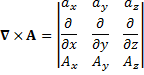 ∇ × A = | a_x a_y a_z |
| ∂/∂x ∂/∂y ∂/∂z |
| A_x A_y A_z |